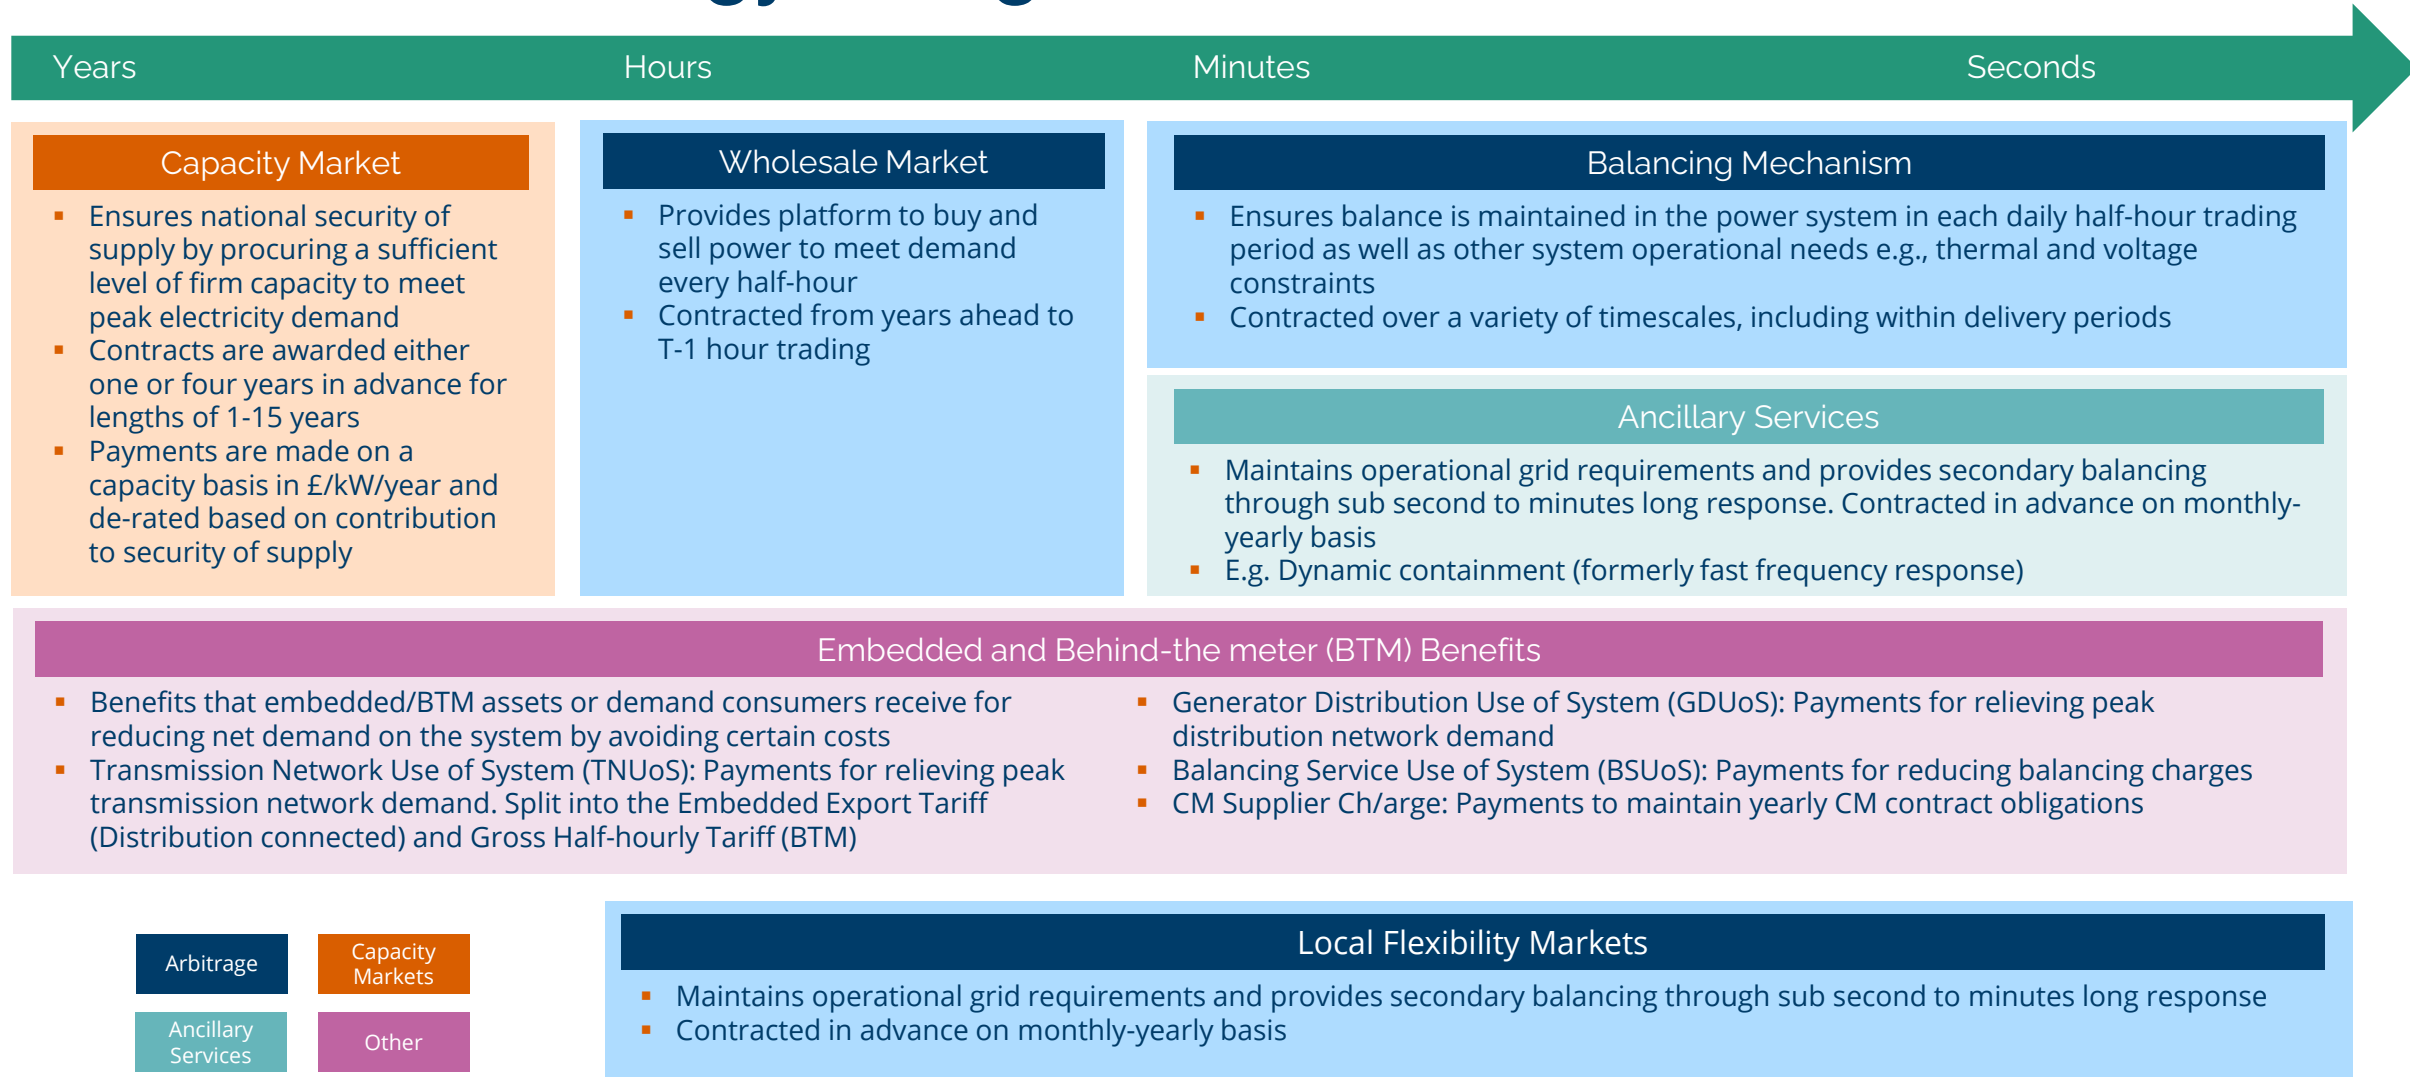 Years
Hours
Minutes
Seconds
Capacity Market
▪ Ensures national security of
supply by procuring a sufficient
level of firm capacity to meet
peak electricity demand
▪ Contracts are awarded either
one or four years in advance for
lengths of 1-15 years
▪ Payments are made on a
capacity basis in £/kW/year and
de-rated based on contribution
to security of supply
Wholesale Market
▪ Provides platform to buy and
sell power to meet demand
every half-hour
▪ Contracted from years ahead to
T-1 hour trading
Balancing Mechanism
▪ Ensures balance is maintained in the power system in each daily half-hour trading
period as well as other system operational needs e.g., thermal and voltage
constraints
▪ Contracted over a variety of timescales, including within delivery periods
Ancillary Services
▪ Maintains operational grid requirements and provides secondary balancing
through sub second to minutes long response. Contracted in advance on monthly-
yearly basis
▪ E.g. Dynamic containment (formerly fast frequency response)
Embedded and Behind-the meter (BTM) Benefits
▪ Benefits that embedded/BTM assets or demand consumers receive for
reducing net demand on the system by avoiding certain costs
▪ Transmission Network Use of System (TNUoS): Payments for relieving peak
transmission network demand. Split into the Embedded Export Tariff
(Distribution connected) and Gross Half-hourly Tariff (BTM)
▪ Generator Distribution Use of System (GDUoS): Payments for relieving peak
distribution network demand
▪ Balancing Service Use of System (BSUoS): Payments for reducing balancing charges
▪ CM Supplier Ch/arge: Payments to maintain yearly CM contract obligations
Arbitrage
Capacity
Markets
Ancillary
Services
Other
Local Flexibility Markets
▪ Maintains operational grid requirements and provides secondary balancing through sub second to minutes long response
▪ Contracted in advance on monthly-yearly basis